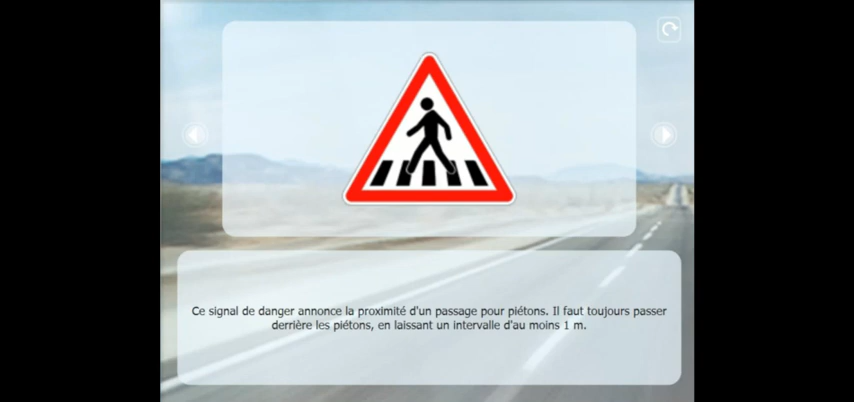 Ce signal de danger annonce la proximité d'un passage pour piétons. Il faut toujours passer
derrière les piétons, en laissant un intervalle d'au moins 1 m.